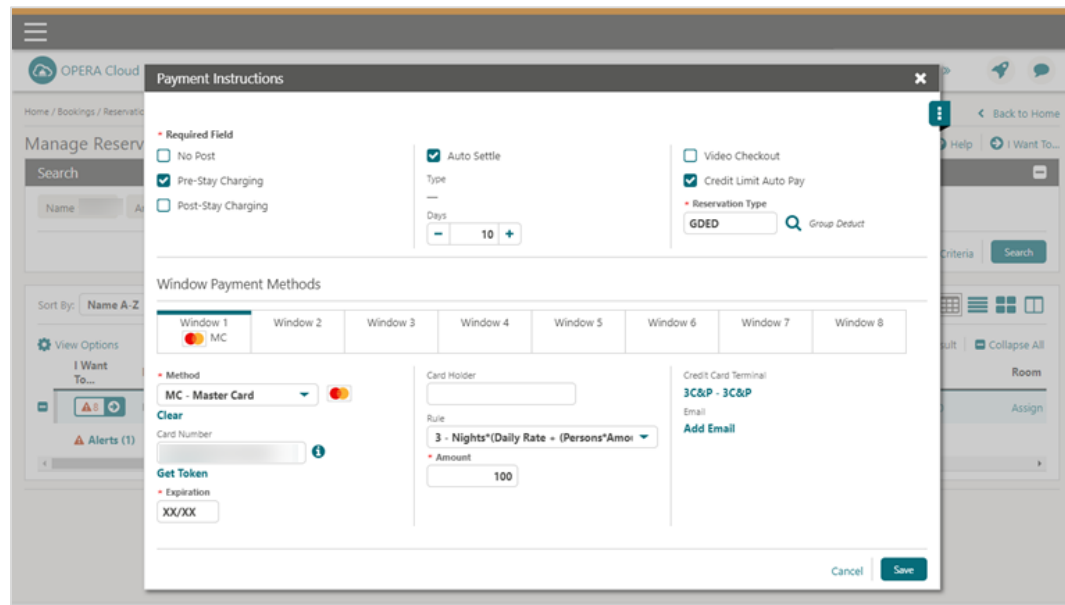 OPERA Cloud
Payment Instructions
Home / Bookings / Reservatio
Back to Home
Manage Reserv
Help
I Want To...
* Required Field
No Post
Auto Settle
Video Checkout
Search
Pre-Stay Charging
Type
Credit Limit Auto Pay
—
Post-Stay Charging
* Reservation Type
Name
Days
GDED
Group Deduct
10
Criteria
Search
Window Payment Methods
Sort By: Name A-Z
Window 1
MC
Window 2
Window 3
Window 4
Window 5
Window 6
Window 7
Window 8
View Options
sult
Collapse All
I Want
To...
Room
* Method
Card Holder
Credit Card Terminal
MC - Master Card
3C&P - 3C&P
Clear
Rule
Email
8
Assign
Card Number
3 - Nights*(Daily Rate + (Persons*Amou
Add Email
Alerts (1)
* Amount
100
Get Token
* Expiration
XX/XX
Cancel
Save